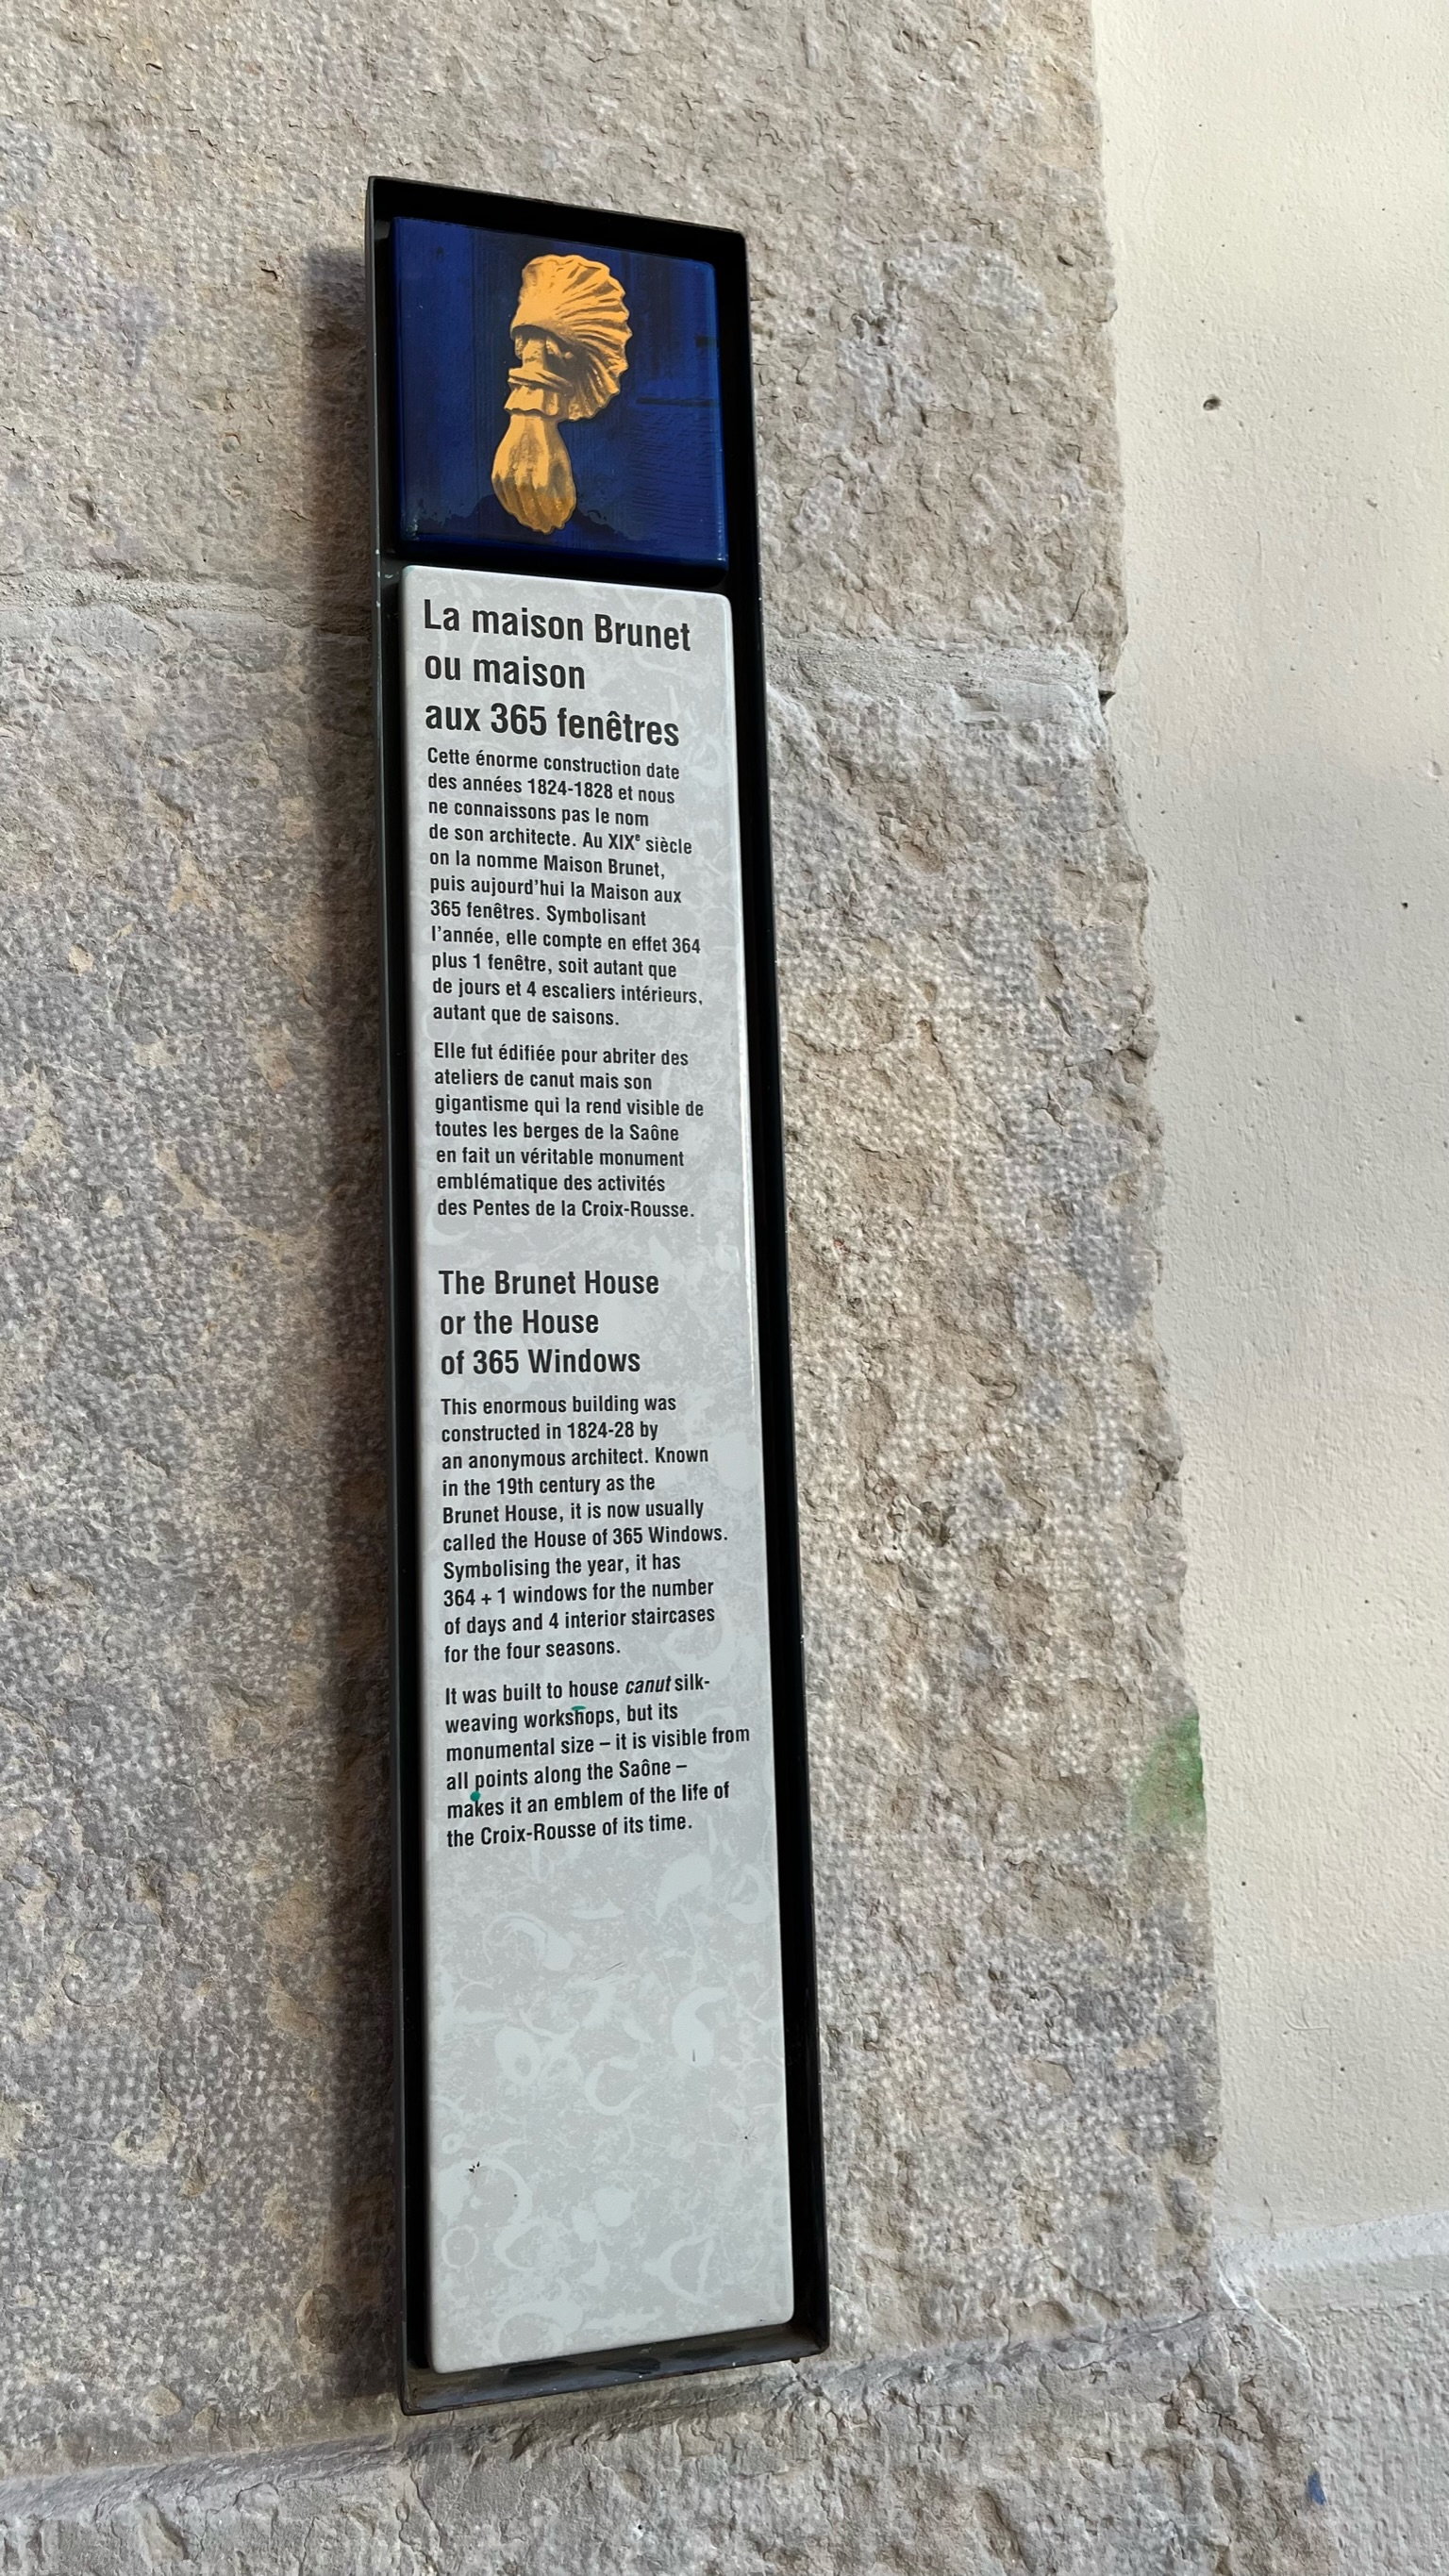 La maison Brunet
ou maison
aux 365 fenêtres
Cette énorme construction date
des années 1824-1828 et nous
ne connaissons pas le nom
de son architecte. Au XIXe siècle
on la nomme Maison Brunet,
puis aujourd'hui la Maison aux
365 fenêtres. Symbolisant
l'année, elle compte en effet 364
plus 1 fenêtre, soit autant que
de jours et 4 escaliers intérieurs,
autant que de saisons.
Elle fut édifiée pour abriter des
ateliers de canut mais son
gigantisme qui la rend visible de
toutes les berges de la Saône
en fait un véritable monument
emblématique des activités
des Pentes de la Croix-Rousse.
The Brunet House
or the House
of 365 Windows
This enormous building was
constructed in 1824-28 by
an anonymous architect. Known
in the 19th century as the
Brunet House, it is now usually
called the House of 365 Windows.
Symbolising the year, it has
364 + 1 windows for the number
of days and 4 interior staircases
for the four seasons.
It was built to house canut silk-
weaving workshops, but its
monumental size – it is visible from
all points along the Saône –
makes it an emblem of the life of
the Croix-Rousse of its time.